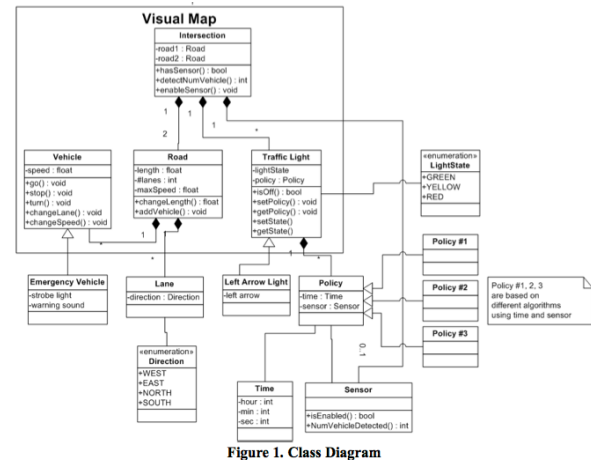 Visual Map
Intersection
-road1 : Road
-road2 : Road
+hasSensor() : bool
+detectNumVehicle() : int
+enableSensor() : void
1
1
1
2
*
Vehicle
-speed : float
+go() : void
+stop() : void
+turn() : void
+changeLane() : void
+changeSpeed() : void
Road
-length : float
-#lanes : int
-maxSpeed : float
+changeLength() : float
+addVehicle() : void
Traffic Light
-lightState
-policy : Policy
+isOff() : bool
+setPolicy() : void
+getPolicy() : void
+setState()
+getState()
«enumeration»
LightState
+GREEN
+YELLOW
+RED
*
1
*
1
*
Emergency Vehicle
-strobe light
-warning sound
Lane
-direction : Direction
Left Arrow Light
-left arrow
Policy
-time : Time
-sensor : Sensor
Policy #1
Policy #2
Policy #3
Policy #1, 2, 3
are based on
different algorithms
using time and sensor
«enumeration»
Direction
+WEST
+EAST
+NORTH
+SOUTH
0..1
Time
-hour : int
-min : int
-sec : int
Sensor
+isEnabled() : bool
+NumVehicleDetected() : int
Figure 1. Class Diagram